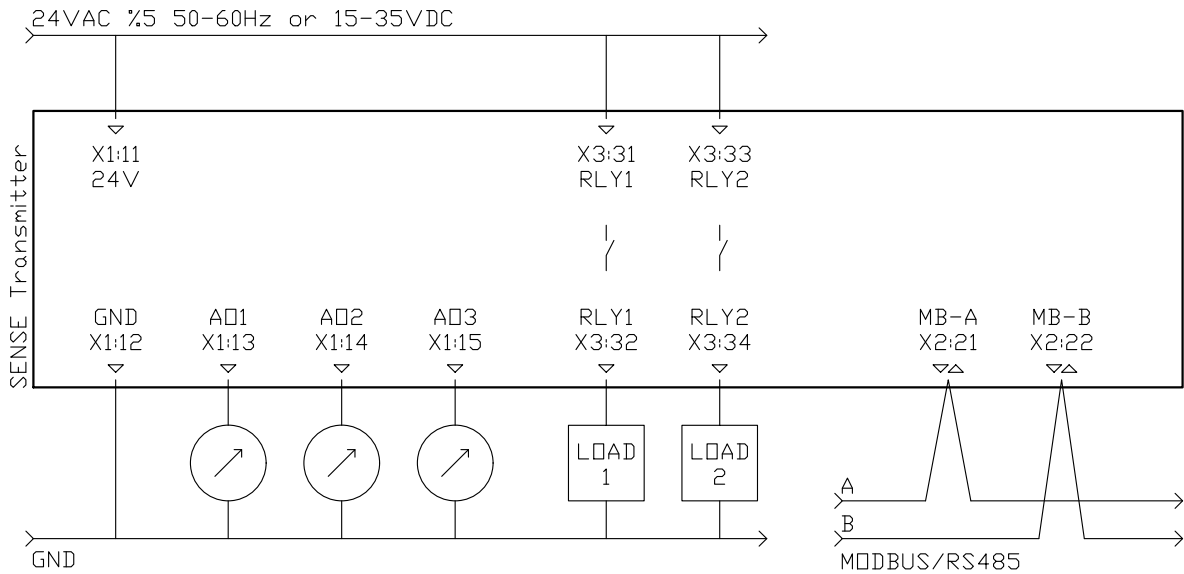 24VAC %5 50-60Hz or 15-35VDC
SENSE Transmitter
X1:11 X3:31 X3:33
24V RLY1 RLY2
GND AO1 AO2 AO3 RLY1 RLY2 MB-A MB-B
X1:12 X1:13 X1:14 X1:15 X3:32 X3:34 X2:21 X2:22
LOAD LOAD
1 2
A
B
GND MODBUS/RS485